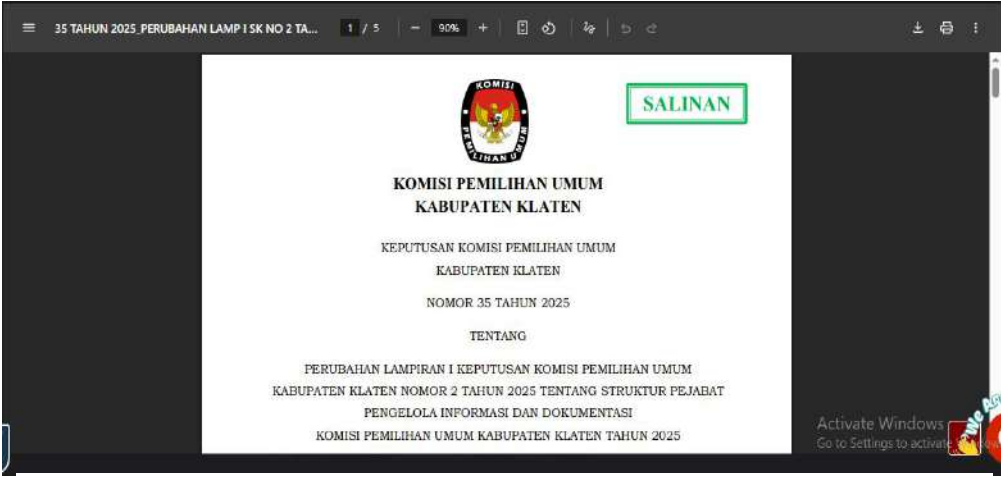 35 TAHUN 2025_PERUBAHAN LAMP I SK NO 2 TA... 1 / 5 90%
KOMISI
PEMILIHAN UMUM
SALINAN
KOMISI PEMILIHAN UMUM
KABUPATEN KLATEN
KEPUTUSAN KOMISI PEMILIHAN UMUM
KABUPATEN KLATEN
NOMOR 35 TAHUN 2025
TENTANG
PERUBAHAN LAMPIRAN I KEPUTUSAN KOMISI PEMILIHAN UMUM
KABUPATEN KLATEN NOMOR 2 TAHUN 2025 TENTANG STRUKTUR PEJABAT
PENGELOLA INFORMASI DAN DOKUMENTASI
KOMISI PEMILIHAN UMUM KABUPATEN KLATEN TAHUN 2025
Activate Windows
Go to Settings to activate
We